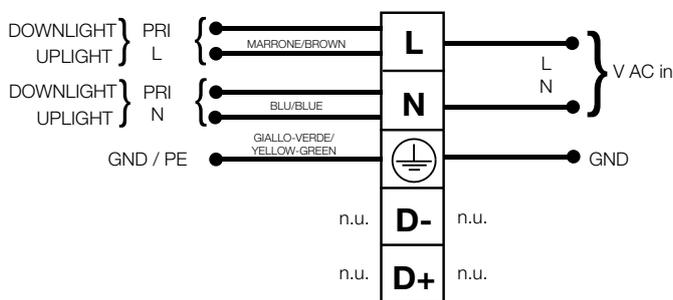 DOWNLIGHT
UPLIGHT
PRI
L
MARRONE/BROWN
L
L
N
V AC in
DOWNLIGHT
UPLIGHT
PRI
N
BLU/BLUE
N
GND / PE
GIALLO-VERDE/
YELLOW-GREEN
GND
n.u.
D-
n.u.
n.u.
D+
n.u.